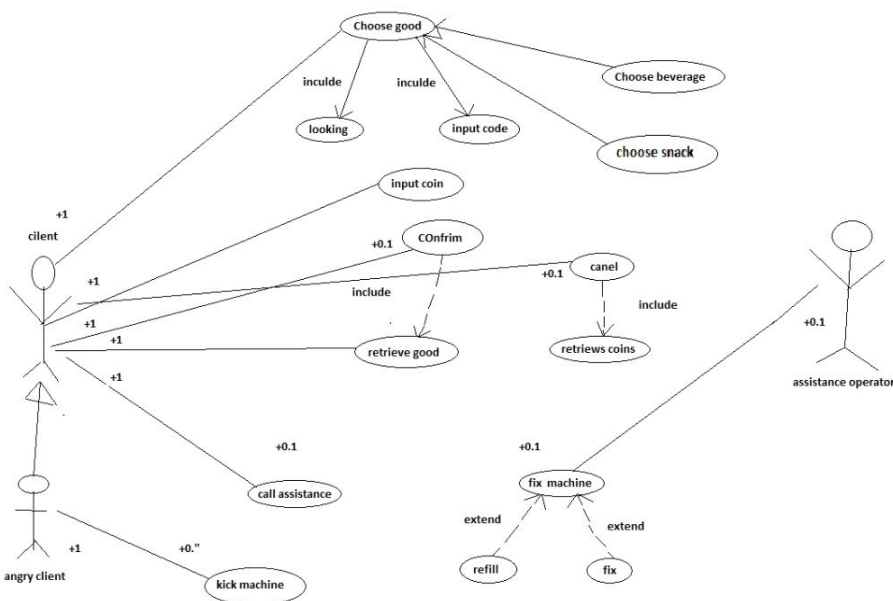 Choose good
Choose beverage
inculde
inculde
looking
input code
choose snack
input coin
+1
cilent
+0.1
COnfrim
+1
+0.1
canel
include
include
+1
+1
retrieve good
retriews coins
+0.1
+1
assistance operator
+0.1
+0.1
call assistance
fix machine
extend
extend
+1
+0."
refill
fix
angry client
kick machine